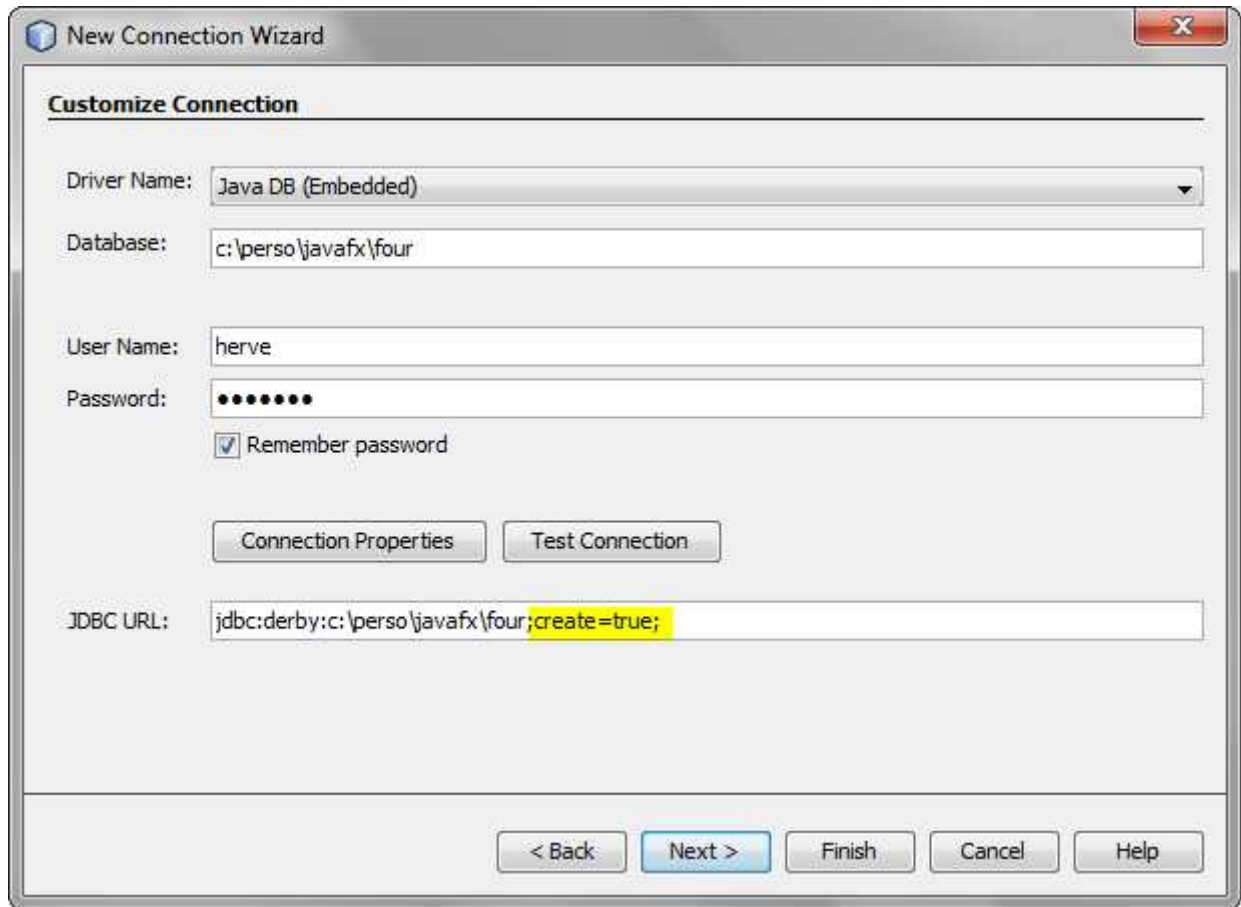 New Connection Wizard
Customize Connection
Driver Name: Java DB (Embedded)
Database: c:\perso\javafx\four
User Name: herve
Password: •••••••
Remember password
Connection Properties Test Connection
JDBC URL: jdbc:derby:c:\perso\javafx\four;create=true;
< Back Next > Finish Cancel Help